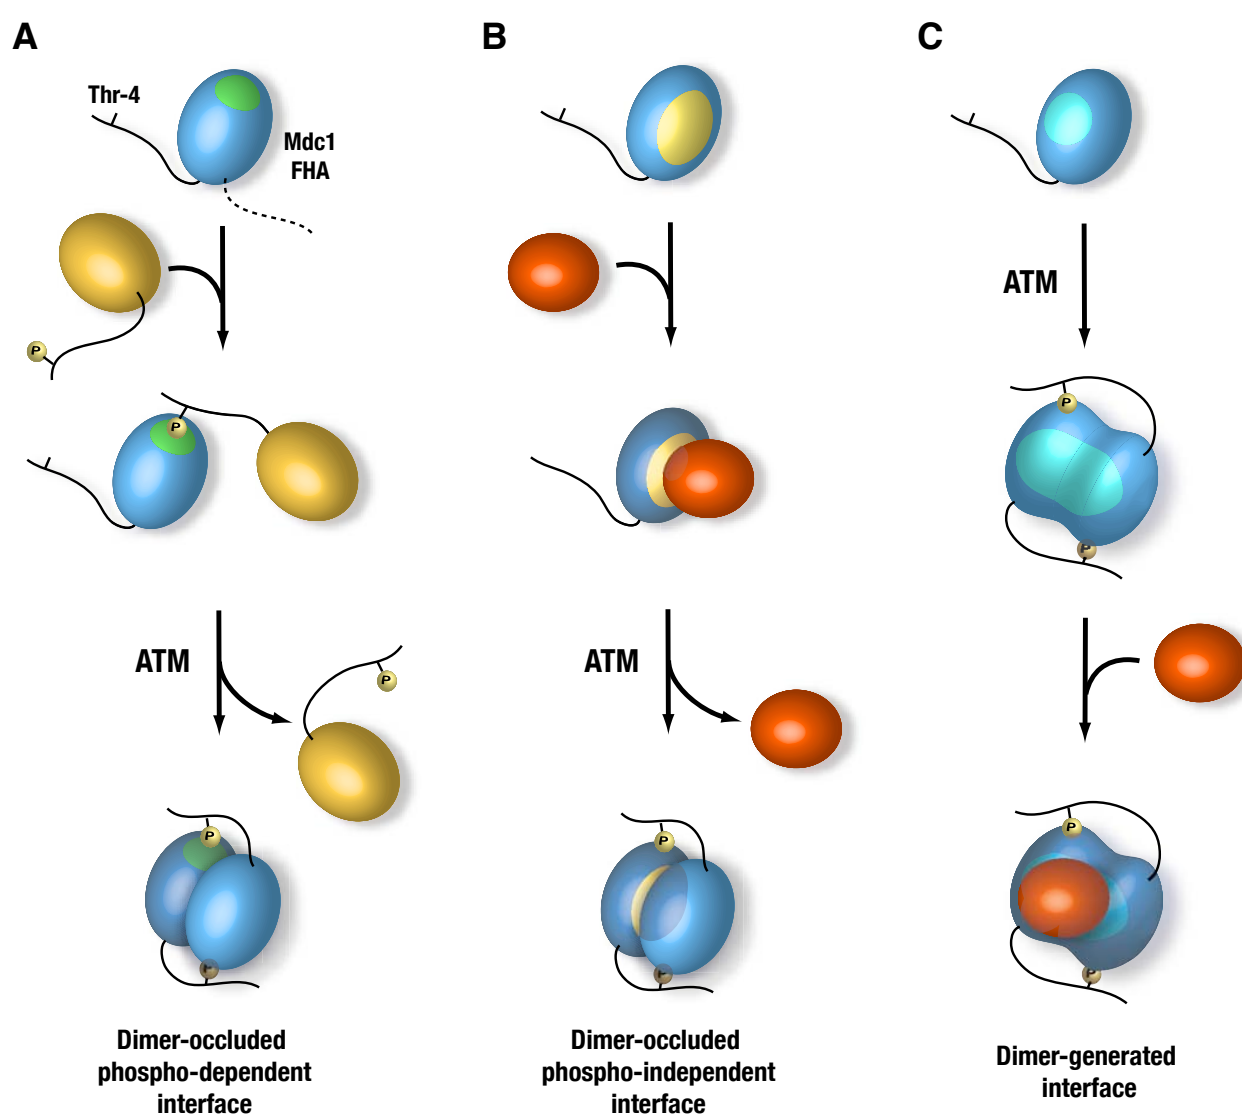 A
B
C
Thr-4
Mdc1
FHA
P
P
ATM
P
P
ATM
P
ATM
P
P
P
P
P
P
P
Dimer-occluded
phospho-dependent
interface
Dimer-occluded
phospho-independent
interface
Dimer-generated
interface